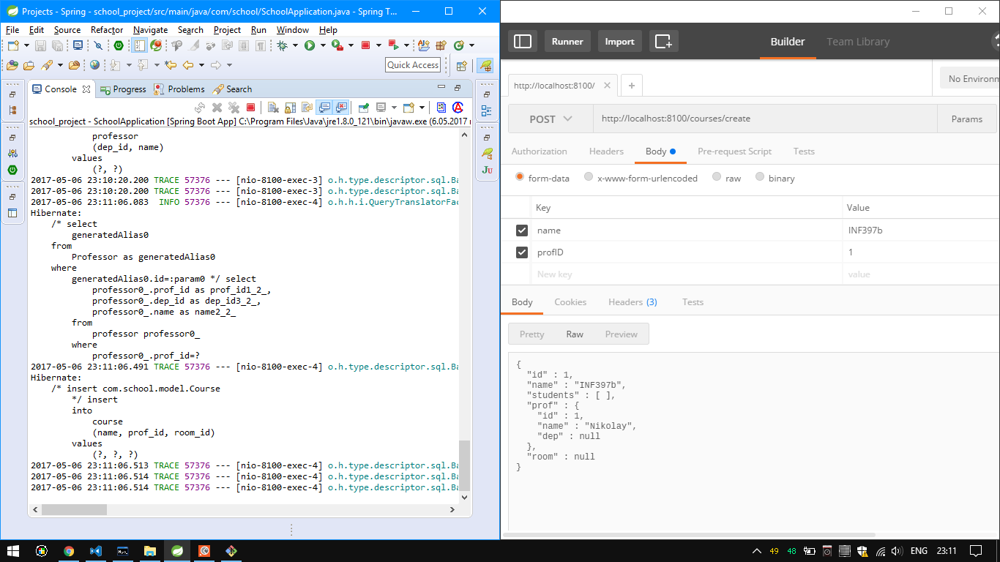 Projects - Spring - school_project/src/main/java/com/school/SchoolApplication.java - Spring T...
File Edit Source Refactor Navigate Search Project Run Window Help
Quick Access
Console Progress Problems Search
school_project - SchoolApplication [Spring Boot App] C:\Program Files\Java\jre1.8.0_121\bin\javaw.exe (6.05.2017
professor
(dep_id, name)
values
(?, ?)
2017-05-06 23:10:20.200 TRACE 57376 --- [nio-8100-exec-3] o.h.type.descriptor.sql.Ba
2017-05-06 23:10:20.200 TRACE 57376 --- [nio-8100-exec-3] o.h.type.descriptor.sql.Ba
2017-05-06 23:11:06.083  INFO 57376 --- [nio-8100-exec-4] o.h.h.i.QueryTranslatorFac
Hibernate:
/* select
generatedAlias0
from
Professor as generatedAlias0
where
generatedAlias0.id=:param0 */ select
professor0_.prof_id as prof_id1_2_,
professor0_.dep_id as dep_id3_2_,
professor0_.name as name2_2_
from
professor professor0_
where
professor0_.prof_id=?
2017-05-06 23:11:06.491 TRACE 57376 --- [nio-8100-exec-4] o.h.type.descriptor.sql.Ba
Hibernate:
/* insert com.school.model.Course
*/ insert
into
course
(name, prof_id, room_id)
values
(?, ?, ?)
2017-05-06 23:11:06.513 TRACE 57376 --- [nio-8100-exec-4] o.h.type.descriptor.sql.Ba
2017-05-06 23:11:06.514 TRACE 57376 --- [nio-8100-exec-4] o.h.type.descriptor.sql.Ba
2017-05-06 23:11:06.514 TRACE 57376 --- [nio-8100-exec-4] o.h.type.descriptor.sql.Ba
JU
Runner Import Builder Team Library
http://localhost:8100/ No Environm
POST http://localhost:8100/courses/create Params
Authorization Headers Body Pre-request Script Tests
form-data x-www-form-urlencoded raw binary
Key Value
name INF397b
profID 1
New key value
Body Cookies Headers (3) Tests
Pretty Raw Preview
{
"id" : 1,
"name" : "INF397b",
"students" : [ ],
"prof" : {
"id" : 1,
"name" : "Nikolay",
"dep" : null
},
"room" : null
}
49 48 ENG 23:11